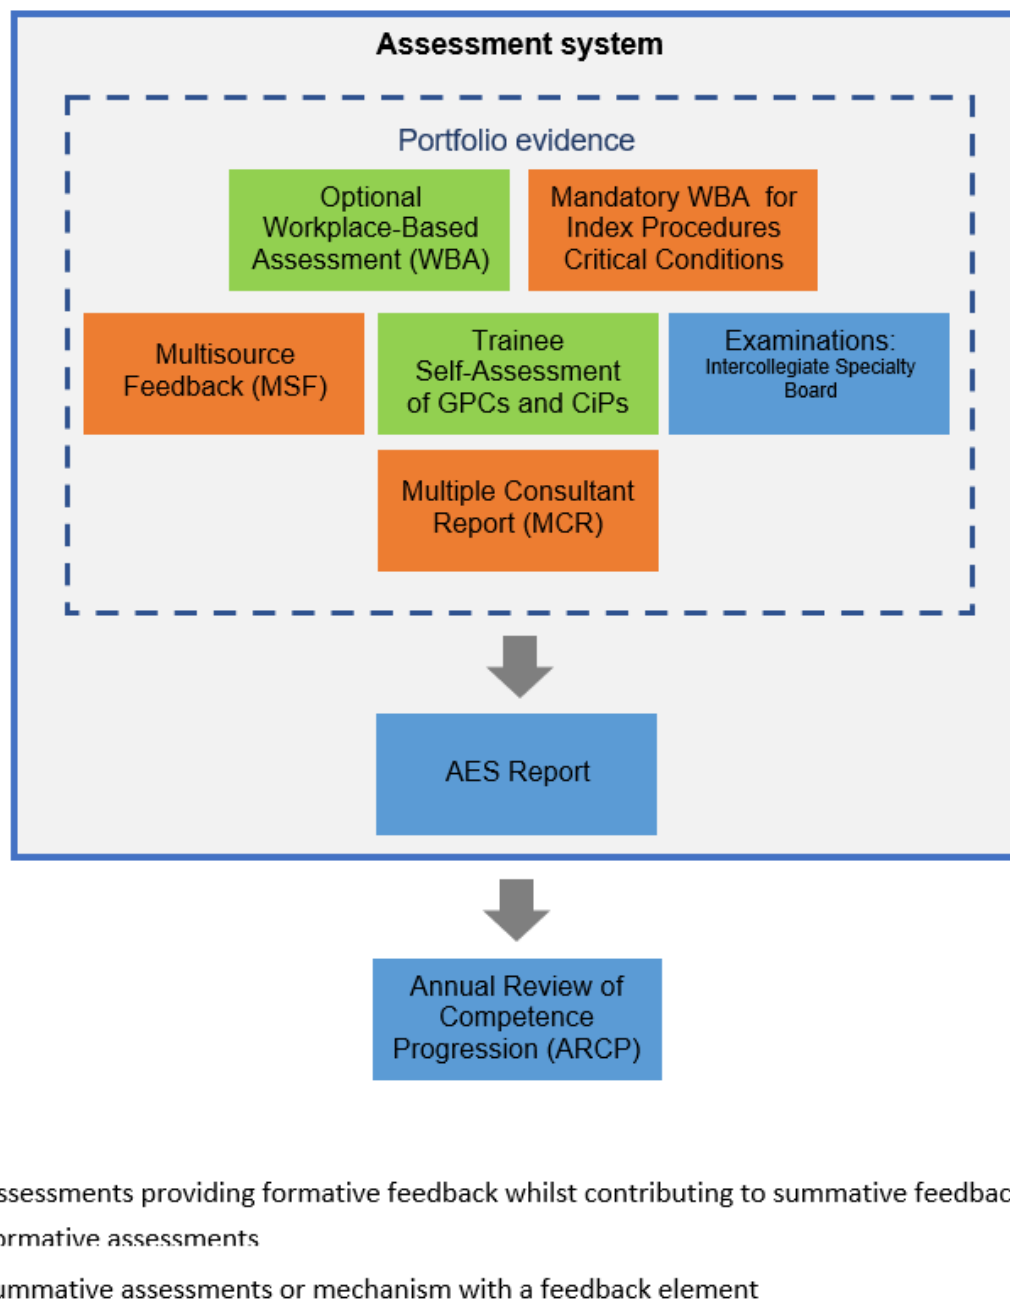 Assessment system
Portfolio evidence
Optional
Workplace-Based
Assessment (WBA)
Mandatory WBA for
Index Procedures
Critical Conditions
Multisource
Feedback (MSF)
Trainee
Self-Assessment
of GPCs and CiPs
Examinations:
Intercollegiate Specialty
Board
Multiple Consultant
Report (MCR)
AES Report
Annual Review of
Competence
Progression (ARCP)
ssessments providing formative feedback whilst contributing to summative feedbac
ormative assessments
ummative assessments or mechanism with a feedback element